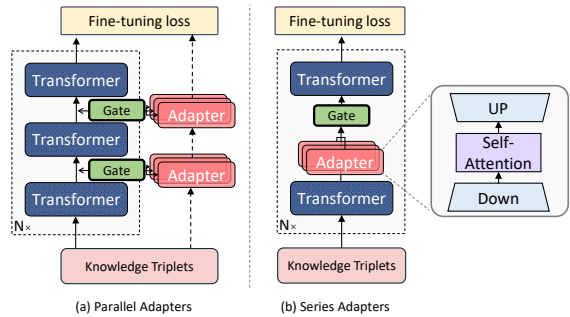 Fine-tuning loss
Transformer
Gate
Adapter
Transformer
Gate
Adapter
Transformer
N×
Knowledge Triplets
(a) Parallel Adapters
Fine-tuning loss
Transformer
Gate
Adapter
Transformer
N×
Knowledge Triplets
(b) Series Adapters
UP
Self-
Attention
Down